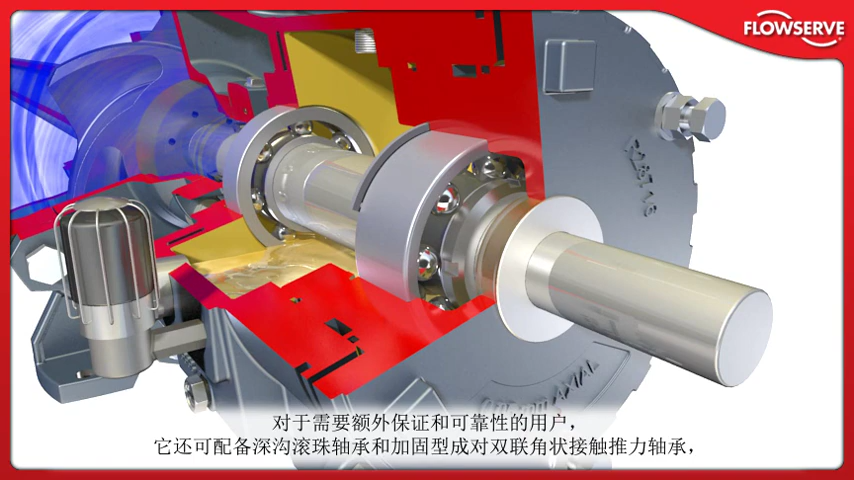 FLOWSERVE
对于需要额外保证和可靠性的用户，
它还可配备深沟滚珠轴承和加固型成对双联角状接触推力轴承，